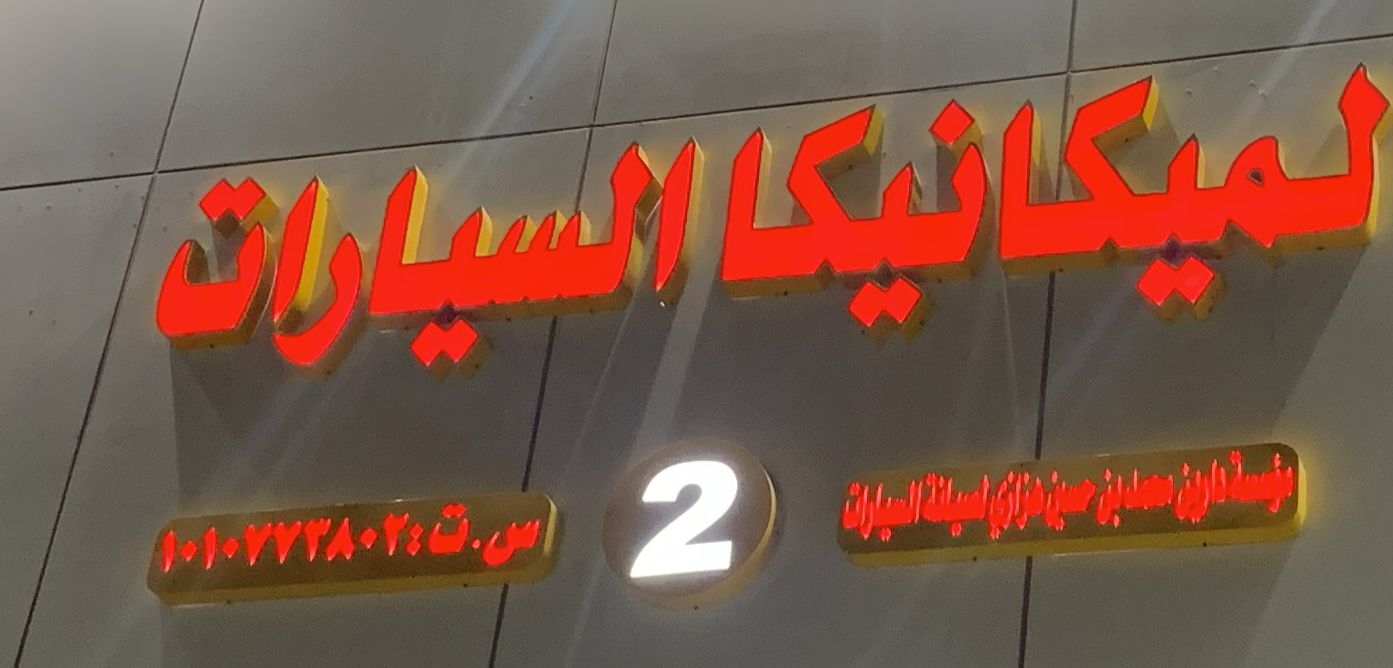 لميكانيكا السيارات
مؤسسة دارين محمد بن حسين هزازي لصيانة السيارات
2
س.ت:١٠١٠٧٧٣٨٠٢